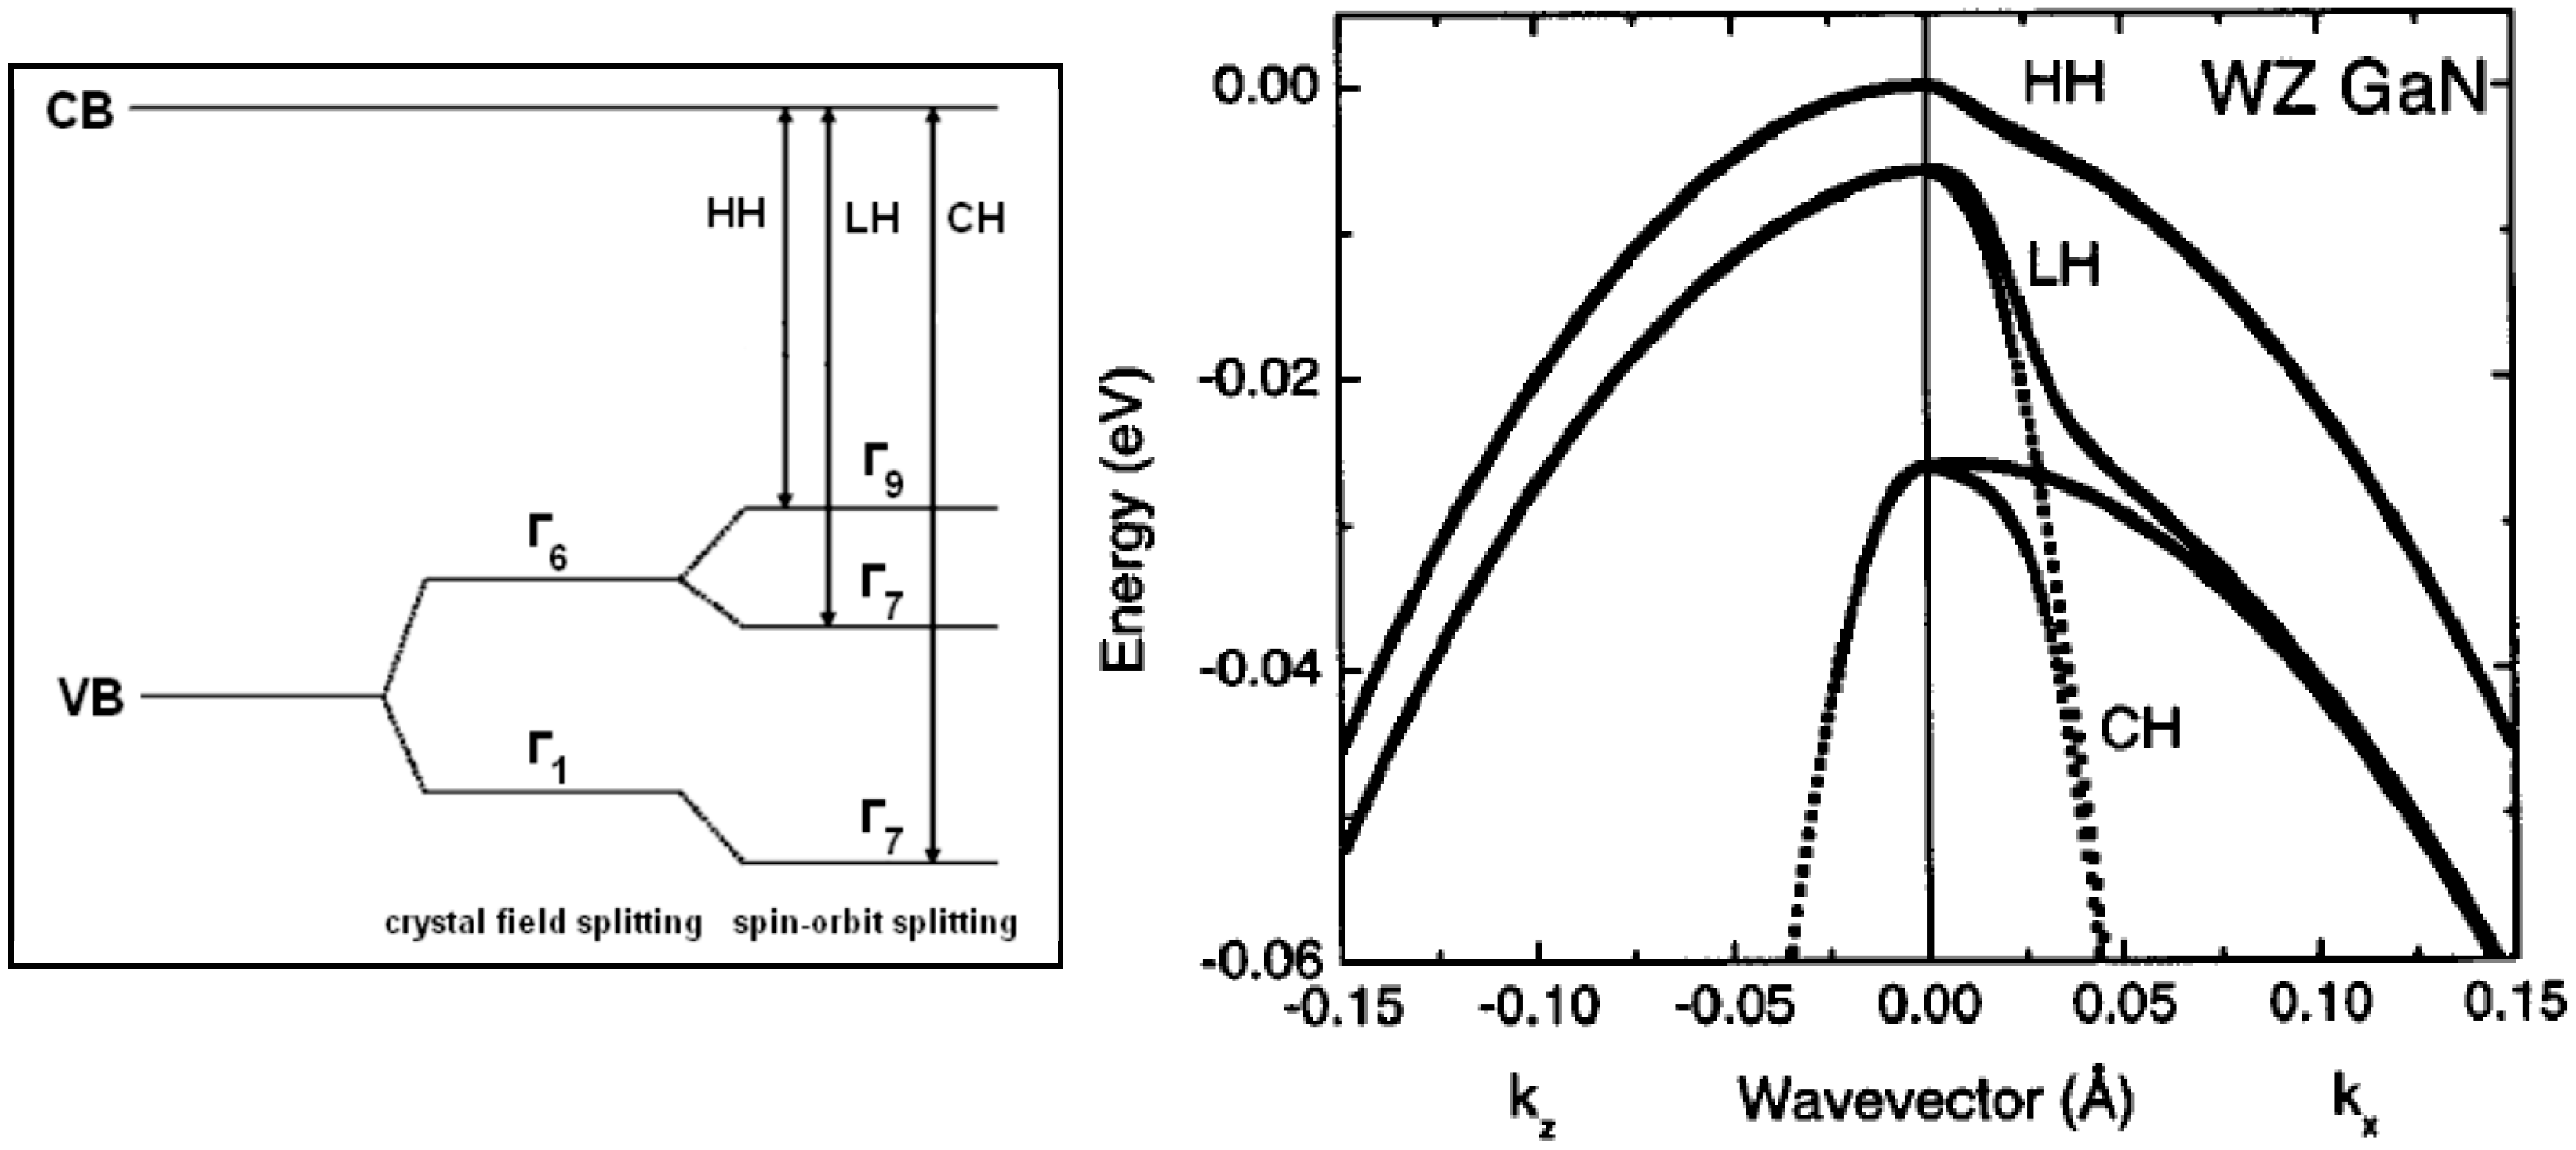 CB
HH LH CH
Γ9
Γ6
Γ7
VB
Γ1
Γ7
crystal field splitting spin-orbit splitting
0.00
-0.02
-0.04
-0.06
Energy (eV)
HH WZ GaN
LH
CH
-0.15 -0.10 -0.05 0.00 0.05 0.10 0.15
kz Wavevector (Å) kx